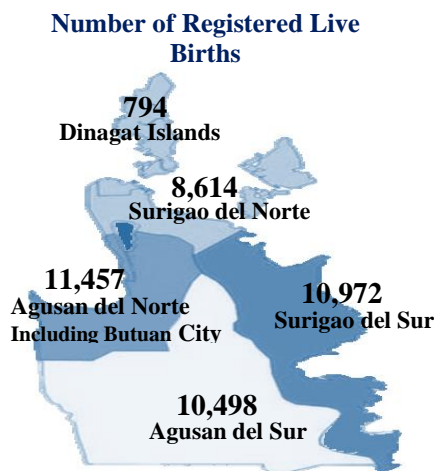 Number of Registered Live
Births
794
Dinagat Islands
8,614
Surigao del Norte
11,457
Agusan del Norte
Including Butuan City
10,972
Surigao del Sur
10,498
Agusan del Sur